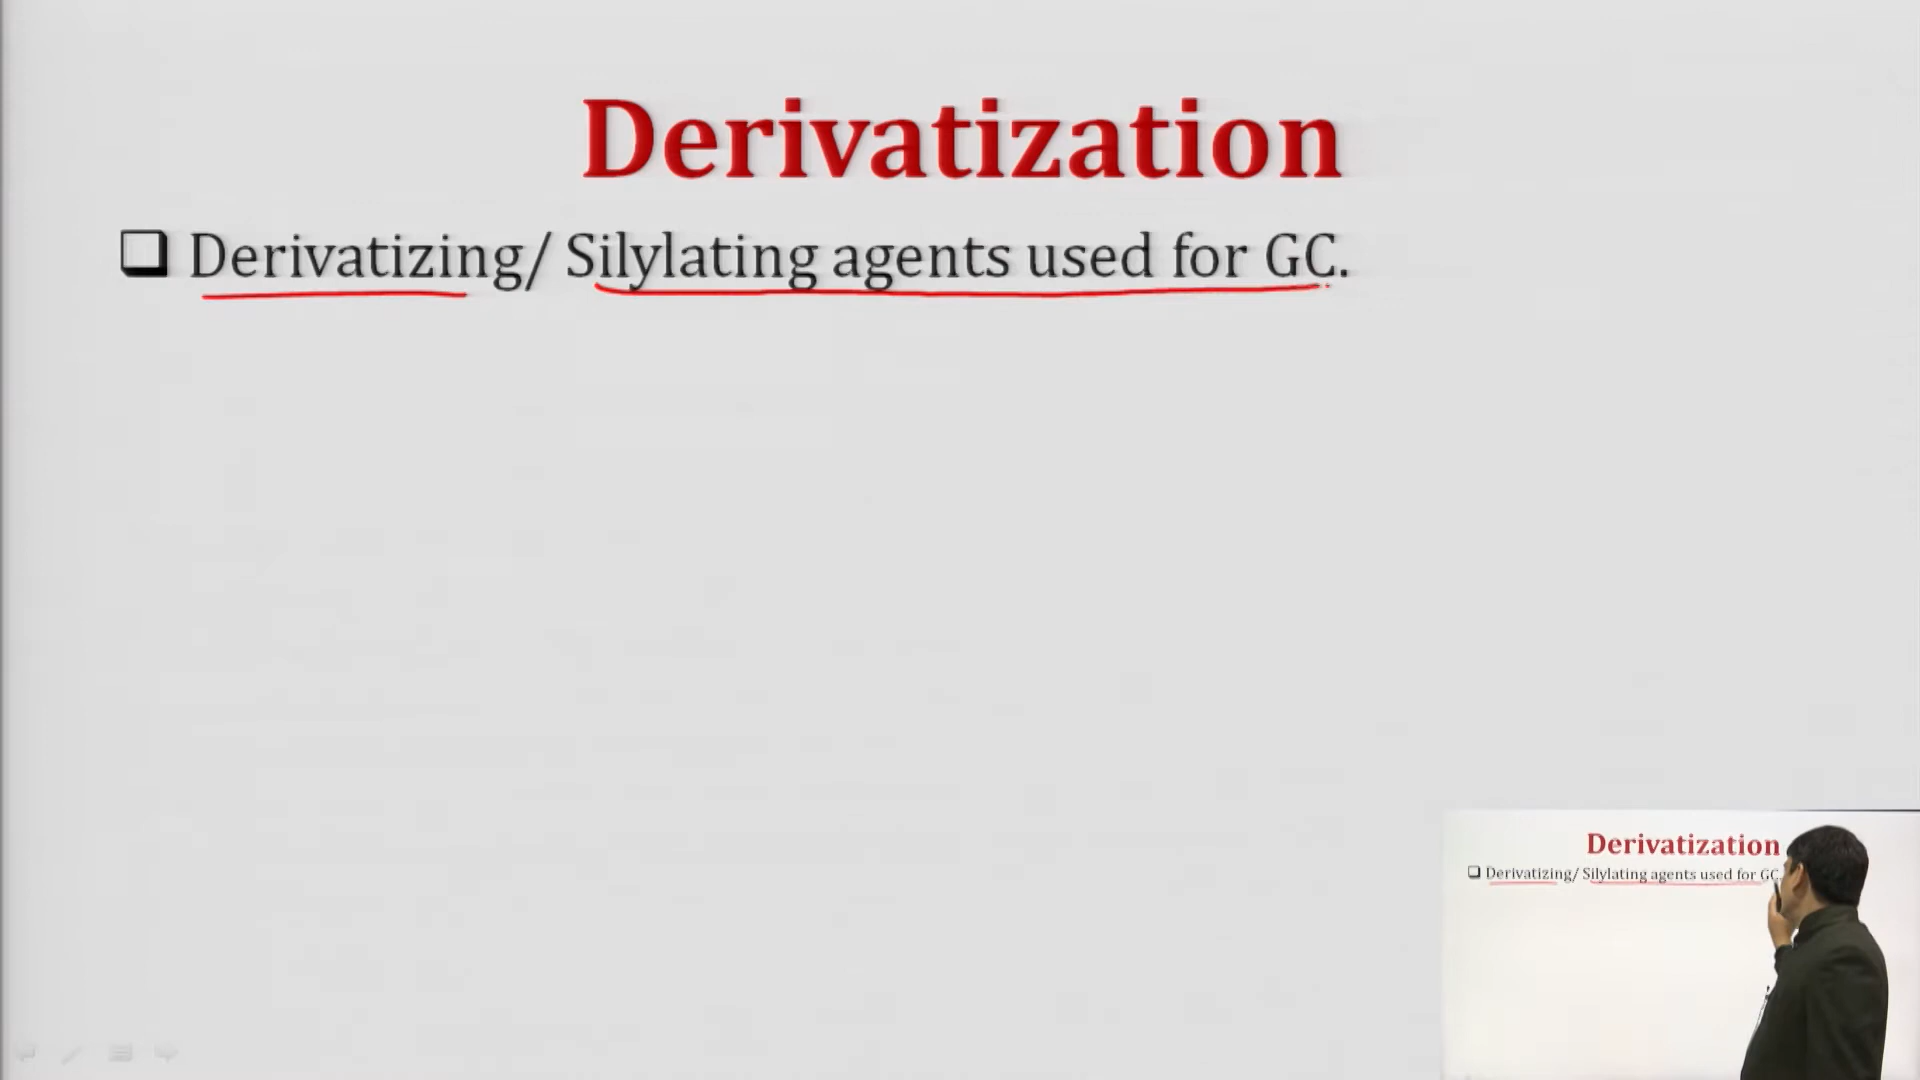 Derivatization
Derivatizing/ Silylating agents used for GC.
Derivatization
Derivatizing/ Silylating agents used for GC